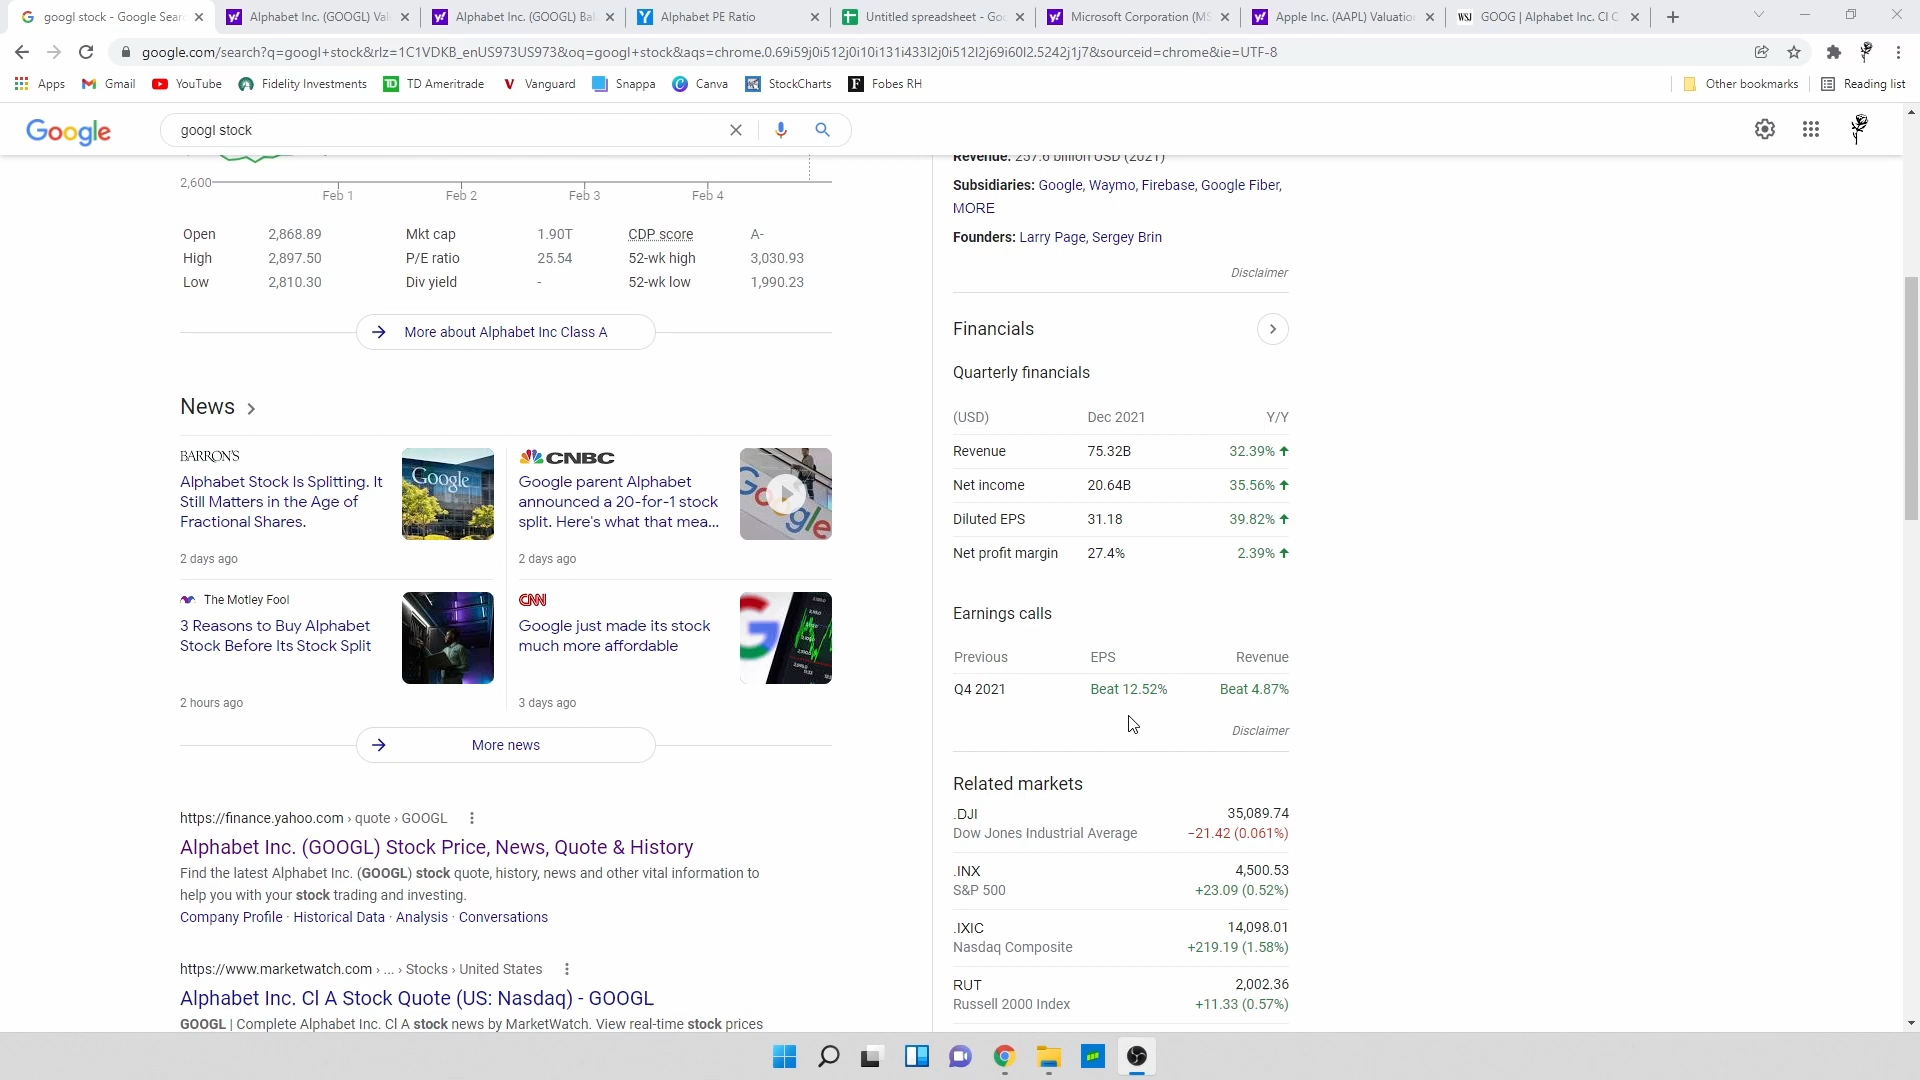 googl stock - Google Sear
Alphabet Inc. (GOOGL) Val
Alphabet Inc. (GOOGL) Bal
Alphabet PE Ratio
Untitled spreadsheet - Goo
Microsoft Corporation (MS
Apple Inc. (AAPL) Valuation
WSJ GOOG | Alphabet Inc. Cl C
google.com/search?q=googl+stock&rlz=1C1VDKB_enUS973US973&oq=googl+stock&aqs=chrome.0.69i59j0i512j0i10i131i433l2j0i512l2j69i60l2.5242j1j7&sourceid=chrome&ie=UTF-8
Apps Gmail YouTube Fidelity Investments TD Ameritrade Vanguard Snappa Canva StockCharts Fobes RH Other bookmarks Reading list
Google googl stock
2,600
Feb 1 Feb 2 Feb 3 Feb 4
Open 2,868.89 Mkt cap 1.90T CDP score A-
High 2,897.50 P/E ratio 25.54 52-wk high 3,030.93
Low 2,810.30 Div yield - 52-wk low 1,990.23
More about Alphabet Inc Class A
News
BARRON'S
Alphabet Stock Is Splitting. It
Still Matters in the Age of
Fractional Shares.
2 days ago
Google
CNBC
Google parent Alphabet
announced a 20-for-1 stock
split. Here's what that mea...
2 days ago
Google
The Motley Fool
3 Reasons to Buy Alphabet
Stock Before Its Stock Split
2 hours ago
CNN
Google just made its stock
much more affordable
3 days ago
More news
https://finance.yahoo.com › quote › GOOGL
Alphabet Inc. (GOOGL) Stock Price, News, Quote & History
Find the latest Alphabet Inc. (GOOGL) stock quote, history, news and other vital information to
help you with your stock trading and investing.
Company Profile · Historical Data · Analysis · Conversations
https://www.marketwatch.com › ... › Stocks › United States
Alphabet Inc. Cl A Stock Quote (US: Nasdaq) - GOOGL
GOOGL | Complete Alphabet Inc. Cl A stock news by MarketWatch. View real-time stock prices
Revenue: 257.6 billion USD (2021)
Subsidiaries: Google, Waymo, Firebase, Google Fiber,
MORE
Founders: Larry Page, Sergey Brin
Disclaimer
Financials
Quarterly financials
(USD) Dec 2021 Y/Y
Revenue 75.32B 32.39%
Net income 20.64B 35.56%
Diluted EPS 31.18 39.82%
Net profit margin 27.4% 2.39%
Earnings calls
Previous EPS Revenue
Q4 2021 Beat 12.52% Beat 4.87%
Disclaimer
Related markets
.DJI 35,089.74
Dow Jones Industrial Average −21.42 (0.061%)
.INX 4,500.53
S&P 500 +23.09 (0.52%)
.IXIC 14,098.01
Nasdaq Composite +219.19 (1.58%)
RUT 2,002.36
Russell 2000 Index +11.33 (0.57%)